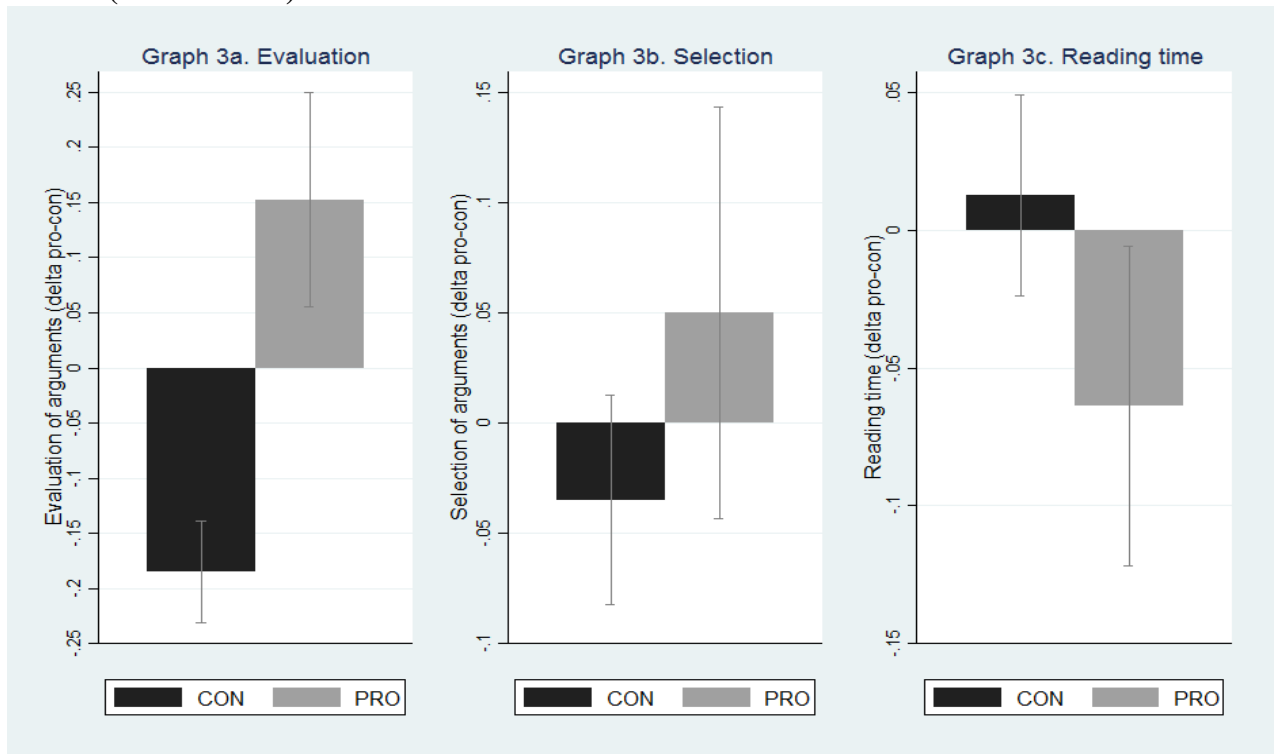 Graph 3a. Evaluation
Evaluation of arguments (delta pro-con)
.25
.2
.15
.1
.05
0
-.05
-.1
-.15
-.2
-.25
CON PRO
Graph 3b. Selection
Selection of arguments (delta pro-con)
.15
.1
.05
0
-.05
-.1
CON PRO
Graph 3c. Reading time
Reading time (delta pro-con)
.05
0
-.05
-.1
-.15
CON PRO